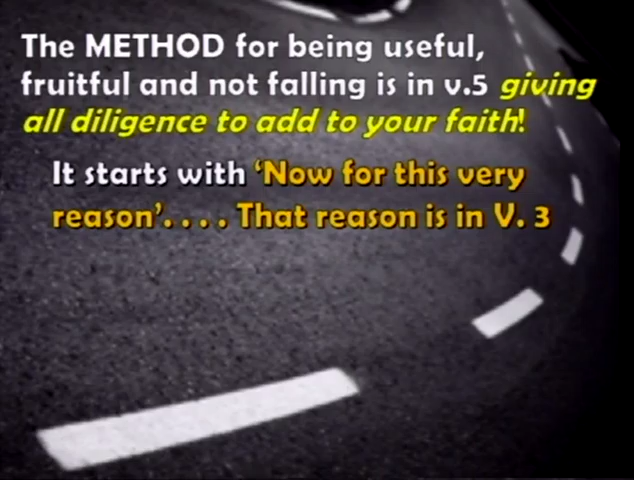 The METHOD for being useful,
fruitful and not falling is in v.5 giving
all diligence to add to your faith!
It starts with ‘Now for this very
reason’. . . . That reason is in V. 3